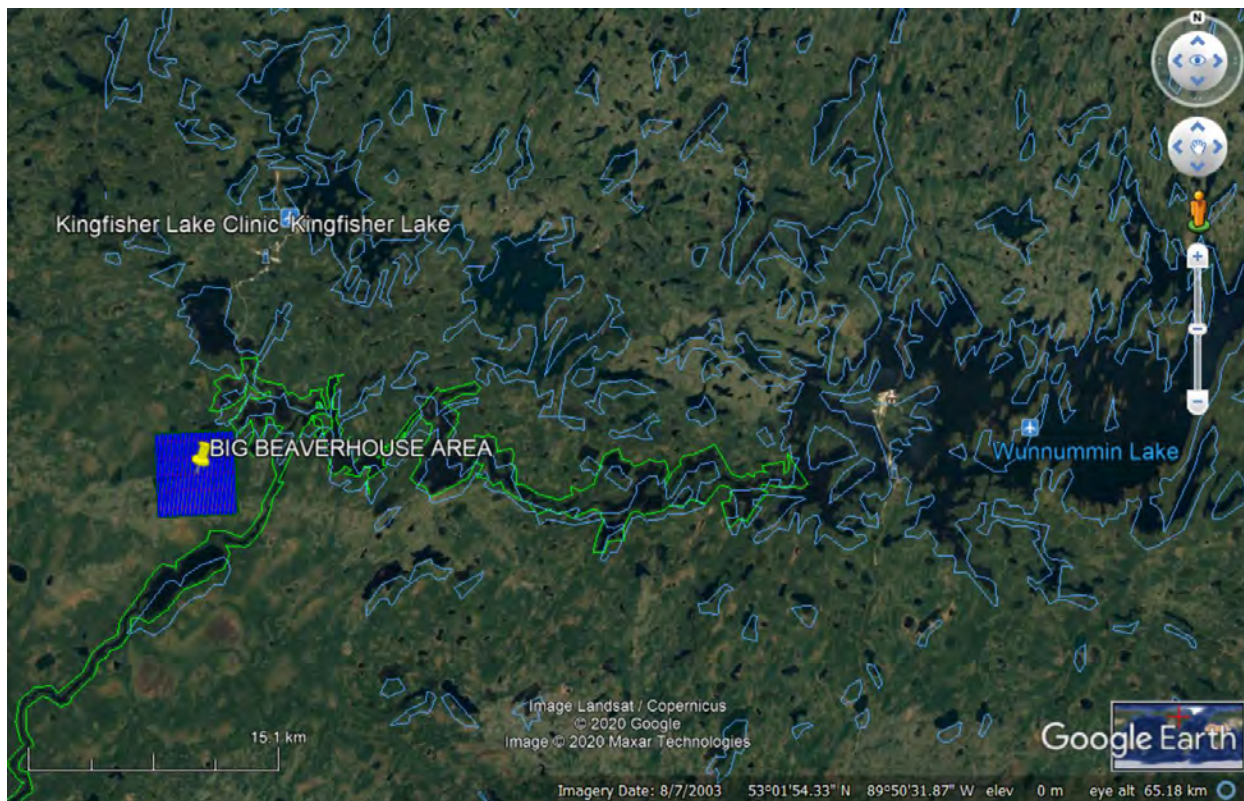 N
Kingfisher Lake Clinic Kingfisher Lake
BIG BEAVERHOUSE AREA
Wunnummin Lake
Image Landsat / Copernicus
© 2020 Google
Image © 2020 Maxar Technologies
15.1 km
Google Earth
Imagery Date: 8/7/2003 53°01'54.33" N 89°50'31.87" W elev 0 m eye alt 65.18 km